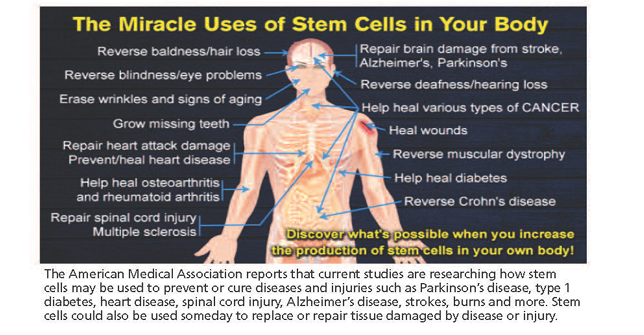 The Miracle Uses of Stem Cells in Your Body
Reverse baldness/hair loss
Reverse blindness/eye problems
Erase wrinkles and signs of aging
Grow missing teeth
Repair heart attack damage
Prevent/heal heart disease
Help heal osteoarthritis
and rheumatoid arthritis
Repair spinal cord injury
Multiple sclerosis
Repair brain damage from stroke,
Alzheimer's, Parkinson's
Reverse deafness/hearing loss
Help heal various types of CANCER
Heal wounds
Reverse muscular dystrophy
Help heal diabetes
Reverse Crohn's disease
Discover what's possible when you increase
the production of stem cells in your own body!
The American Medical Association reports that current studies are researching how stem
cells may be used to prevent or cure diseases and injuries such as Parkinson's disease, type 1
diabetes, heart disease, spinal cord injury, Alzheimer's disease, strokes, burns and more. Stem
cells could also be used someday to replace or repair tissue damaged by disease or injury.